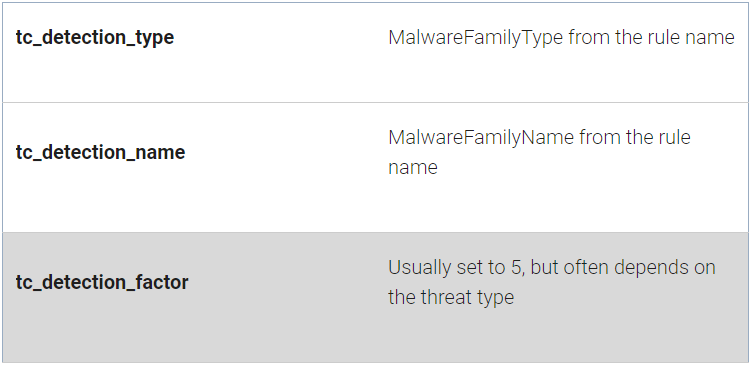 tc_detection_type
MalwareFamilyType from the rule name
tc_detection_name
MalwareFamilyName from the rule
name
tc_detection_factor
Usually set to 5, but often depends on
the threat type